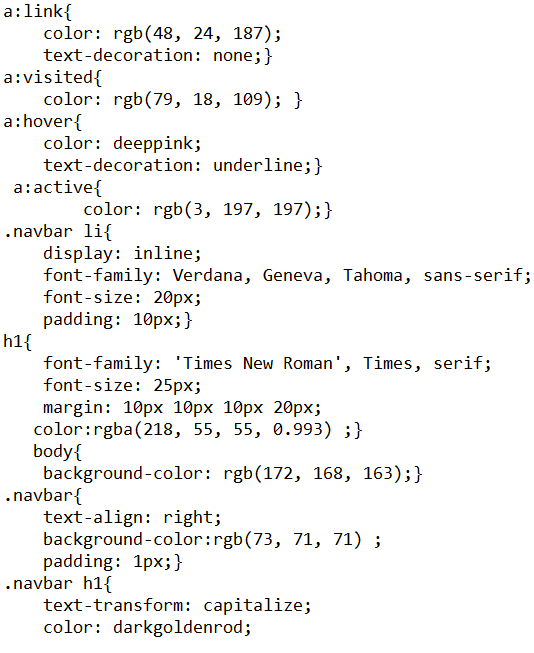 a:link{
    color: rgb(48, 24, 187);
    text-decoration: none;}
a:visited{
    color: rgb(79, 18, 109); }
a:hover{
    color: deeppink;
    text-decoration: underline;}
 a:active{
        color: rgb(3, 197, 197);}
.navbar li{
    display: inline;
    font-family: Verdana, Geneva, Tahoma, sans-serif;
    font-size: 20px;
    padding: 10px;}
h1{
    font-family: 'Times New Roman', Times, serif;
    font-size: 25px;
    margin: 10px 10px 10px 20px;
   color:rgba(218, 55, 55, 0.993) ;}
   body{
    background-color: rgb(172, 168, 163);}
.navbar{
    text-align: right;
    background-color:rgb(73, 71, 71) ;
    padding: 1px;}
.navbar h1{
    text-transform: capitalize;
    color: darkgoldenrod;